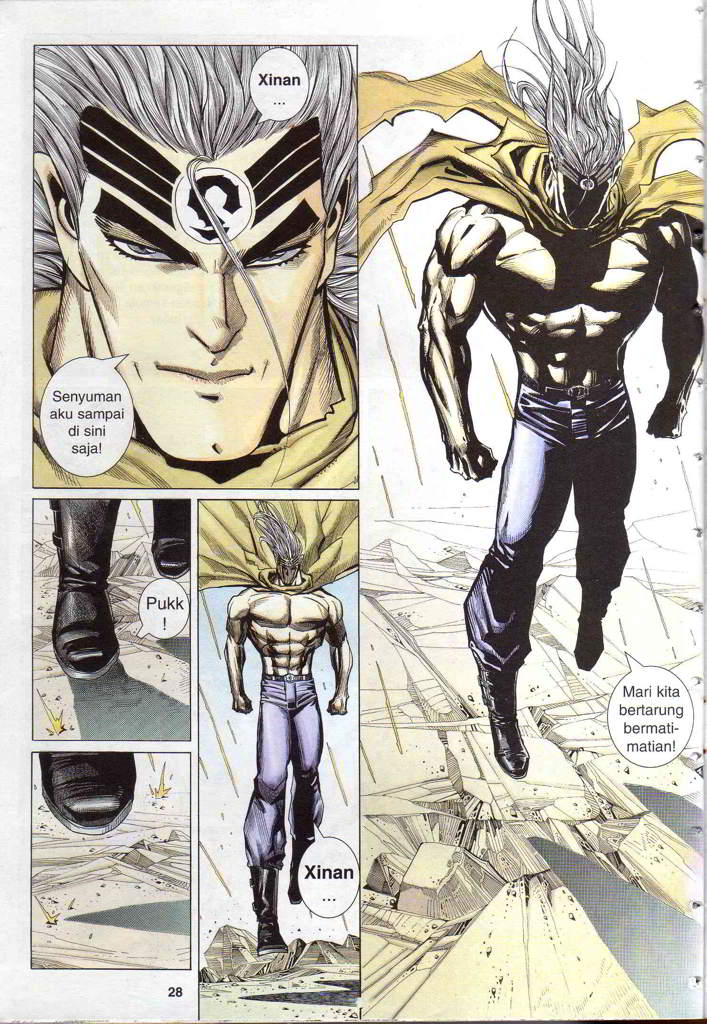 Xinan
...
Senyuman
aku sampai
di sini
saja!
Pukk
!
Xinan
...
Mari kita
bertarung
bermati-
matian!
28